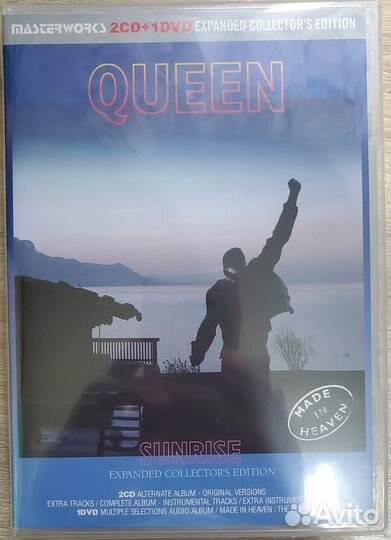 MASTERWORKS 2CD+1DVD EXPANDED COLLECTOR'S EDITION
QUEEN
MADE
IN
HEAVEN
SUNRISE
EXPANDED COLLECTOR'S EDITION
2CD ALTERNATE ALBUM - ORIGINAL VERSIONS
EXTRA TRACKS / COMPLETE ALBUM - INSTRUMENTAL TRACKS / EXTRA INSTRUMENT
1DVD MULTIPLE SELECTIONS AUDIO ALBUM / MADE IN HEAVEN : THE
Avito